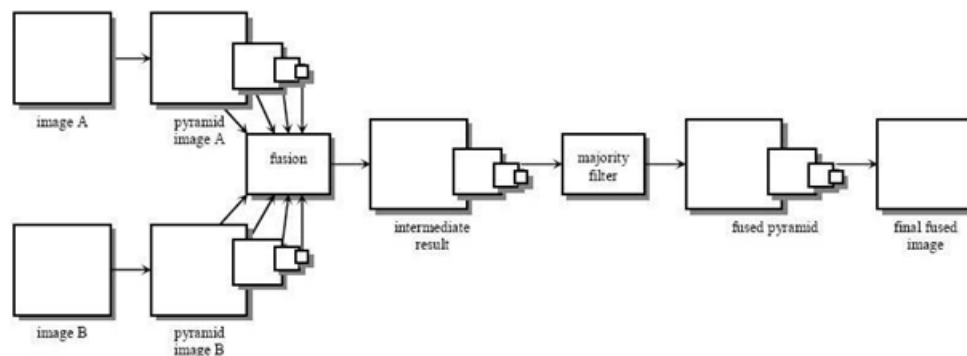 image A
pyramid
image A
fusion
intermediate
result
majority
filter
fused pyramid
final fused
image
image B
pyramid
image B